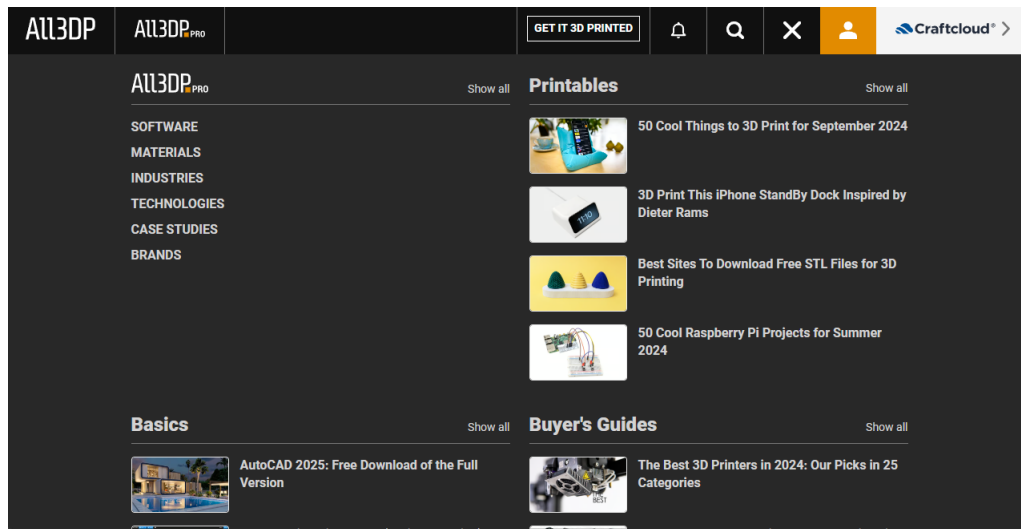 All3DP
All3DP PRO
GET IT 3D PRINTED
Craftcloud®
All3DP PRO
Show all
SOFTWARE
MATERIALS
INDUSTRIES
TECHNOLOGIES
CASE STUDIES
BRANDS
Printables
Show all
50 Cool Things to 3D Print for September 2024
3D Print This iPhone StandBy Dock Inspired by
Dieter Rams
11:10
Best Sites To Download Free STL Files for 3D
Printing
50 Cool Raspberry Pi Projects for Summer
2024
Basics
Show all
AutoCAD 2025: Free Download of the Full
Version
Buyer's Guides
Show all
The Best 3D Printers in 2024: Our Picks in 25
Categories
BEST